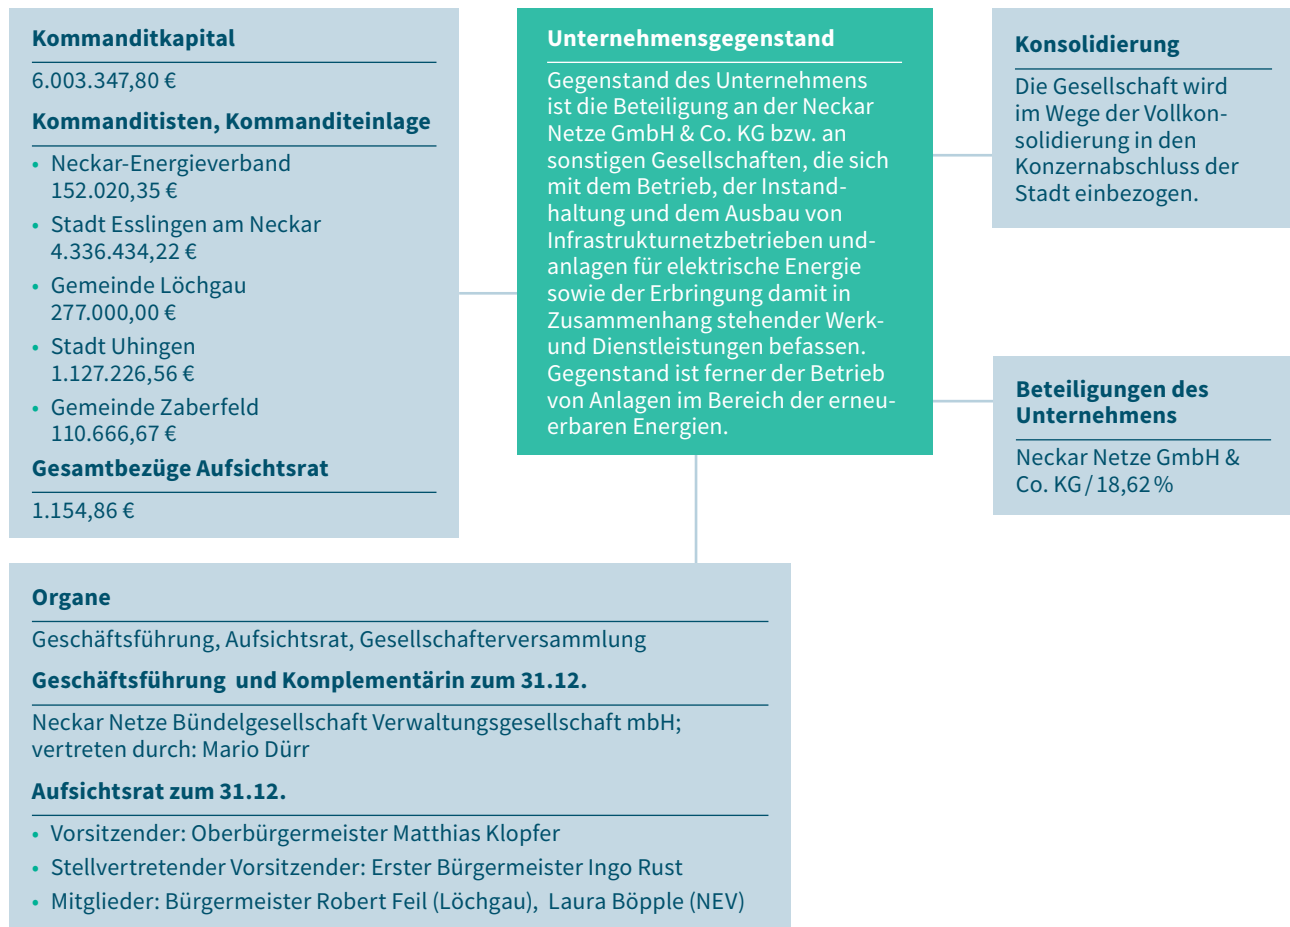 Kommanditkapital
6.003.347,80 €
Kommanditisten, Kommanditeinlage
• Neckar-Energieverband
152.020,35 €
• Stadt Esslingen am Neckar
4.336.434,22 €
• Gemeinde Löchgau
277.000,00 €
• Stadt Uhingen
1.127.226,56 €
• Gemeinde Zaberfeld
110.666,67 €
Gesamtbezüge Aufsichtsrat
1.154,86 €
Unternehmensgegenstand
Gegenstand des Unternehmens
ist die Beteiligung an der Neckar
Netze GmbH & Co. KG bzw. an
sonstigen Gesellschaften, die sich
mit dem Betrieb, der Instand-
haltung und dem Ausbau von
Infrastrukturnetzbetrieben und-
anlagen für elektrische Energie
sowie der Erbringung damit in
Zusammenhang stehender Werk-
und Dienstleistungen befassen.
Gegenstand ist ferner der Betrieb
von Anlagen im Bereich der erneu-
erbaren Energien.
Konsolidierung
Die Gesellschaft wird
im Wege der Vollkon-
solidierung in den
Konzernabschluss der
Stadt einbezogen.
Beteiligungen des
Unternehmens
Neckar Netze GmbH &
Co. KG / 18,62 %
Organe
Geschäftsführung, Aufsichtsrat, Gesellschafterversammlung
Geschäftsführung und Komplementärin zum 31.12.
Neckar Netze Bündelgesellschaft Verwaltungsgesellschaft mbH;
vertreten durch: Mario Dürr
Aufsichtsrat zum 31.12.
• Vorsitzender: Oberbürgermeister Matthias Klopfer
• Stellvertretender Vorsitzender: Erster Bürgermeister Ingo Rust
• Mitglieder: Bürgermeister Robert Feil (Löchgau), Laura Böpple (NEV)